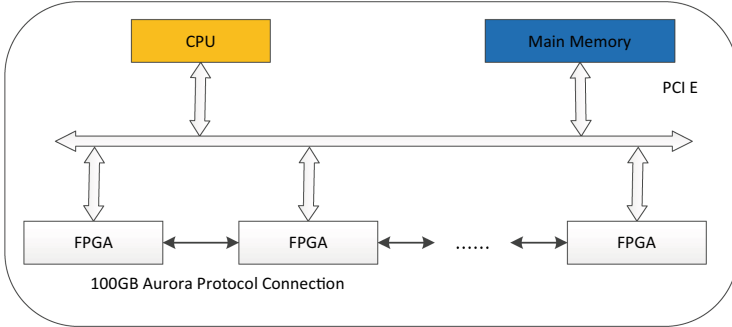 CPU
Main Memory
PCI E
FPGA
FPGA
......
FPGA
100GB Aurora Protocol Connection